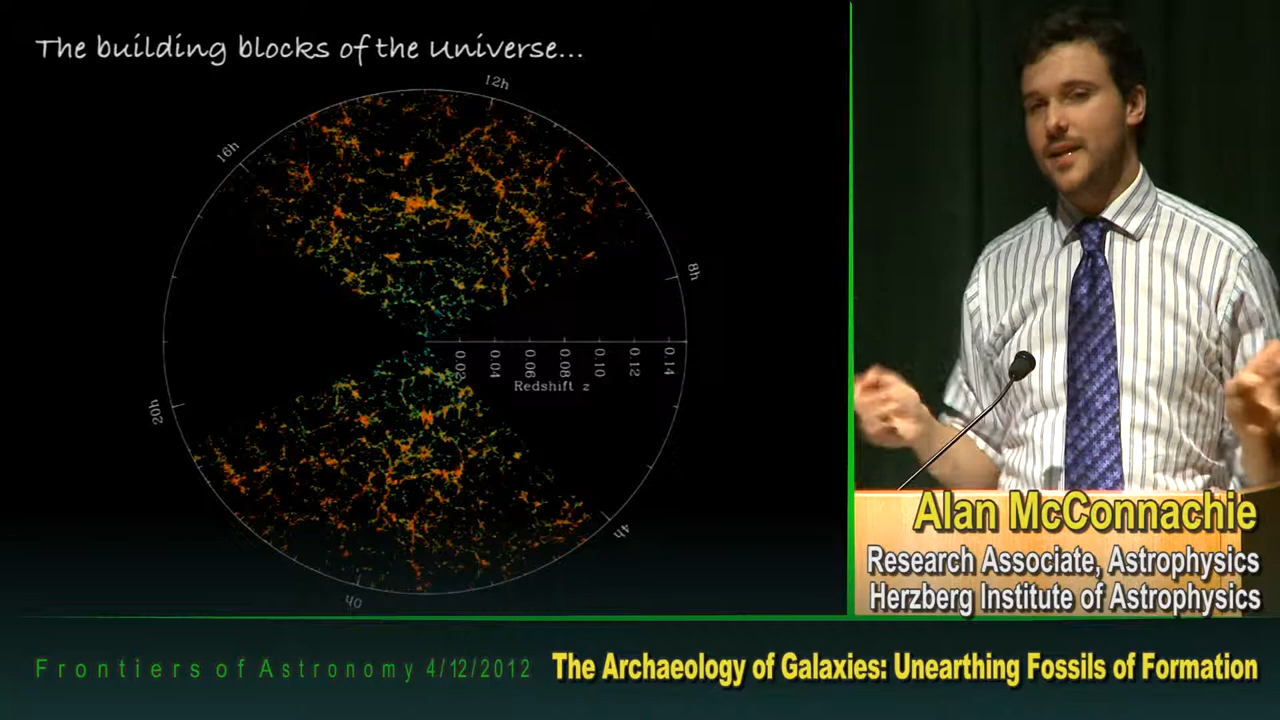 The building blocks of the Universe...
12h
16h
8h
0.02 0.04 0.06 0.08 0.10 0.12 0.14
Redshift z
20h
4h
0h
Alan McConnachie
Research Associate, Astrophysics
Herzberg Institute of Astrophysics
Frontiers of Astronomy 4/12/2012
The Archaeology of Galaxies: Unearthing Fossils of Formation